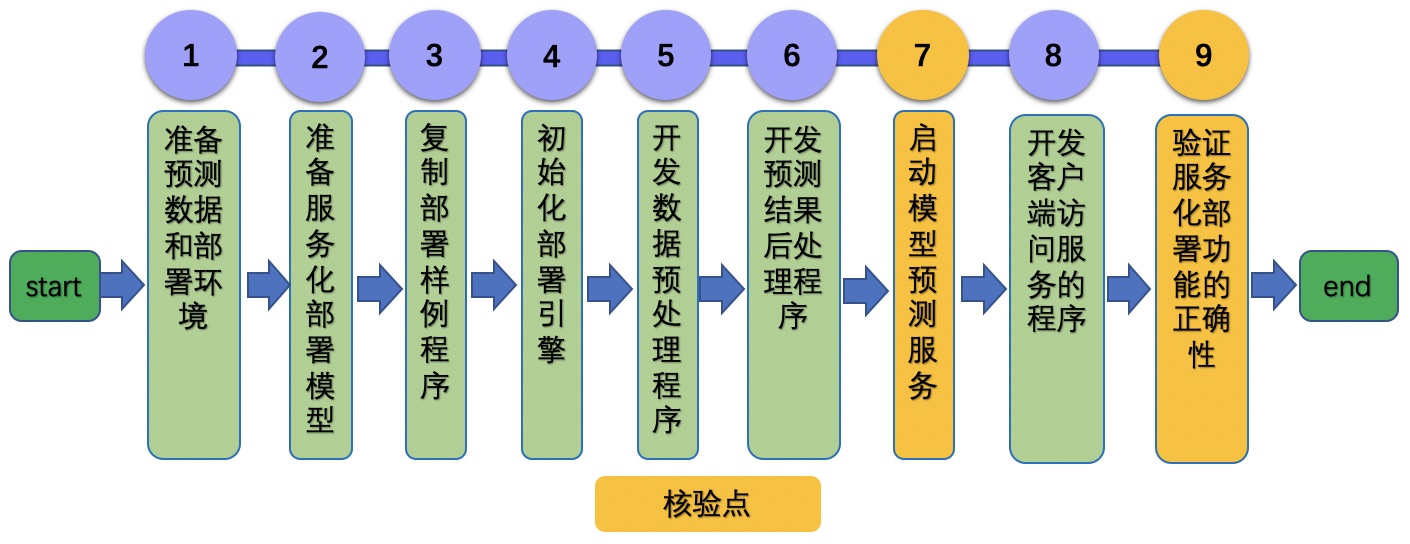 1
2
3
4
5
6
7
8
9
start
准备
预测
数据
和部
署环
境
准
备
服
务
化
部
署
模
型
复
制
部
署
样
例
程
序
初
始
化
部
署
引
擎
开
发
数
据
预
处
理
程
序
开发
预测
结果
后处
理程
序
启
动
模
型
预
测
服
务
开发
客户
端访
问服
务的
程序
验证
服务
化部
署功
能的
正确
性
end
核验点